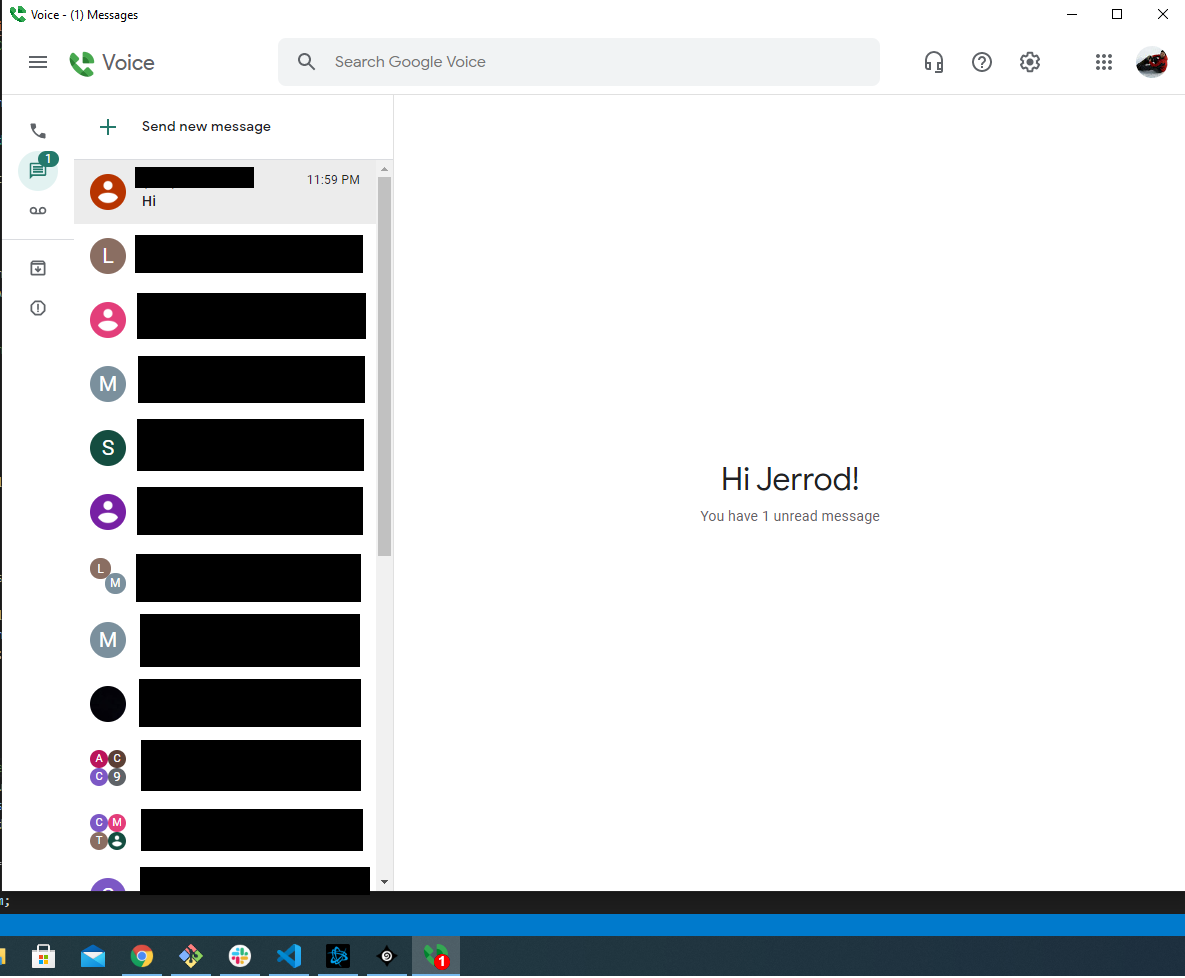 Voice - (1) Messages
Voice
Search Google Voice
Send new message
1
11:59 PM
Hi
L
M
S
L
M
M
A C
C 9
C M
T
Hi Jerrod!
You have 1 unread message
1